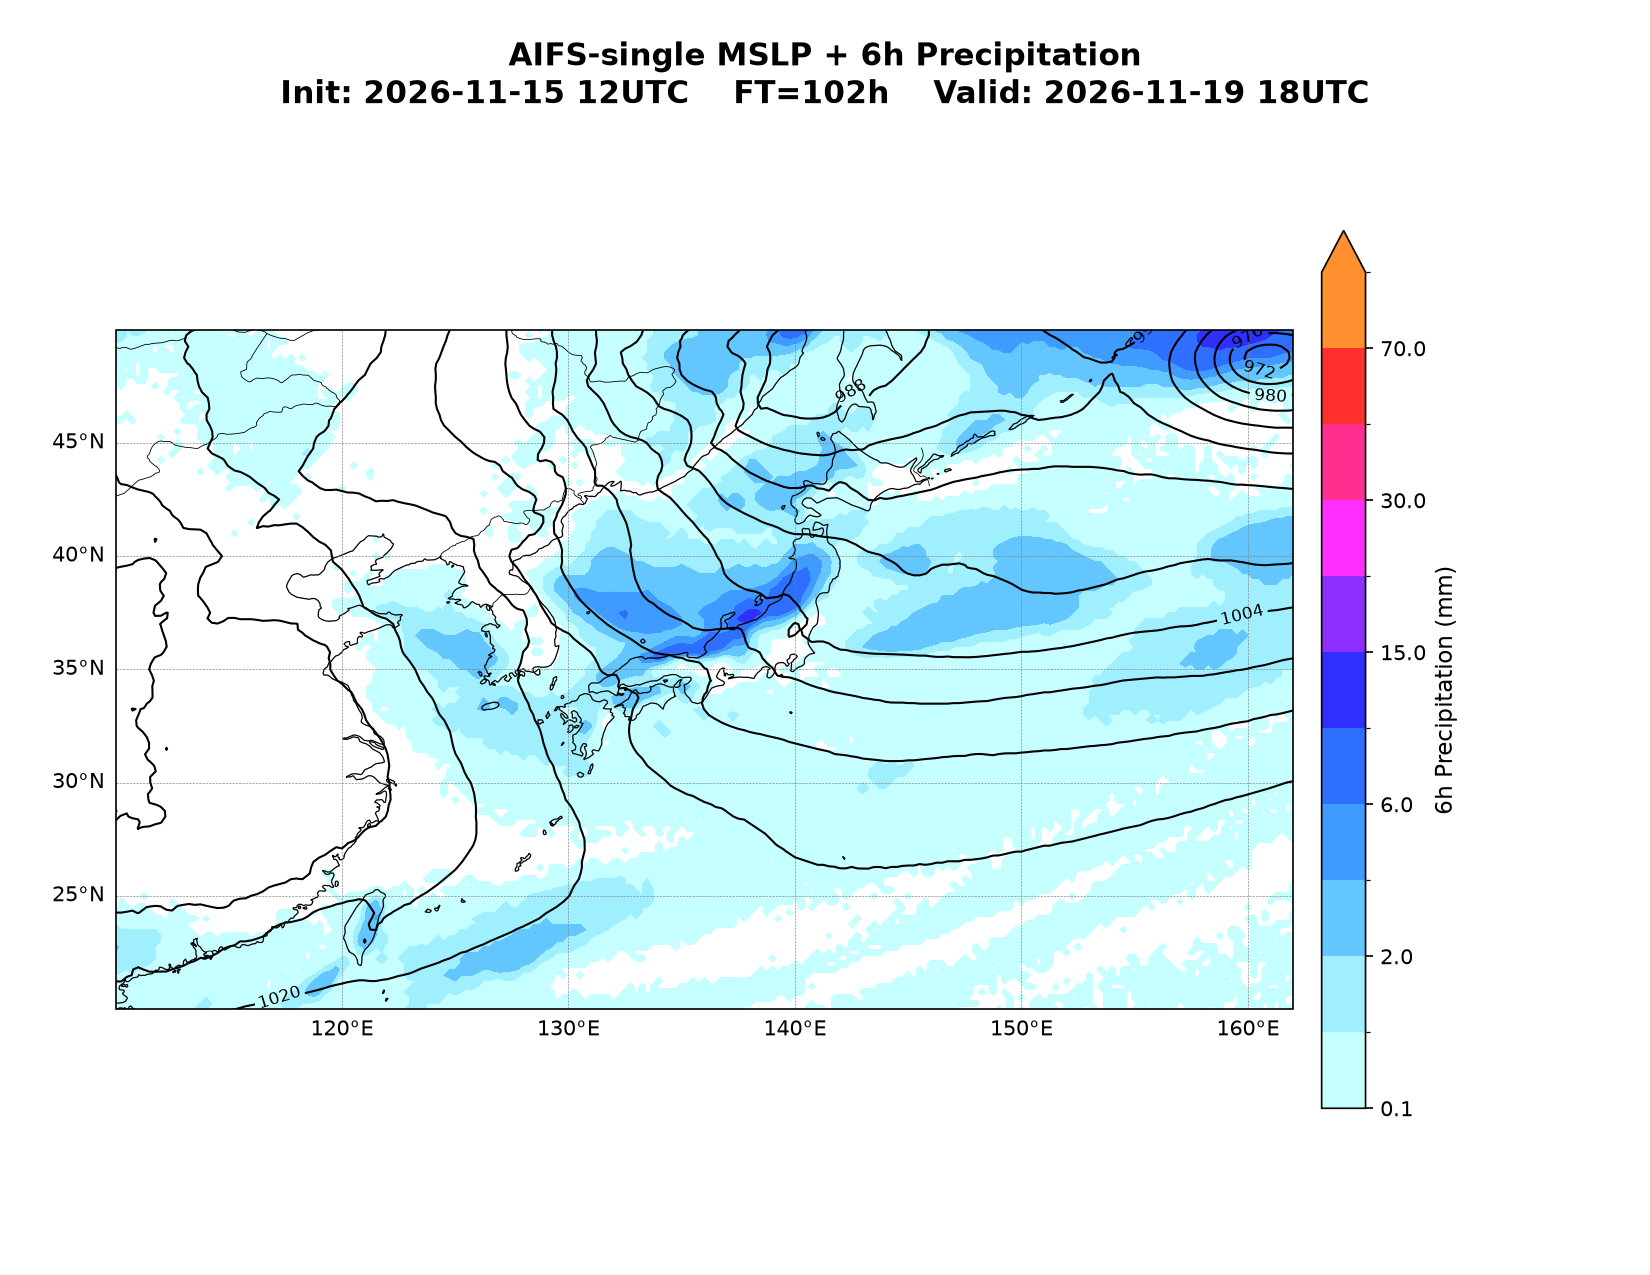 AIFS-single MSLP + 6h Precipitation
Init: 2026-11-15 12UTC    FT=102h    Valid: 2026-11-19 18UTC
70.0
30.0
15.0
6.0
2.0
0.1
6h Precipitation (mm)
45°N
40°N
35°N
30°N
25°N
972
980
988
1004
1020
120°E
130°E
140°E
150°E
160°E